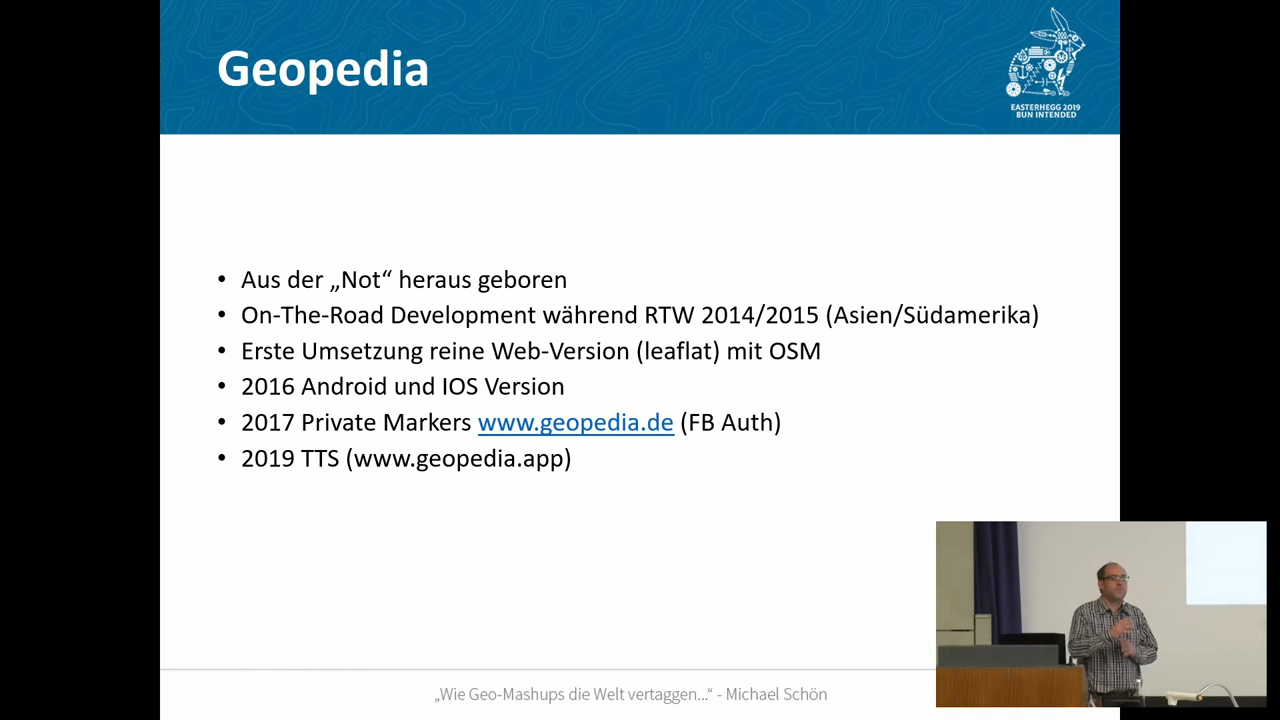 Geopedia
EASTERHEGG 2019
BUN INTENDED
• Aus der „Not“ heraus geboren
• On-The-Road Development während RTW 2014/2015 (Asien/Südamerika)
• Erste Umsetzung reine Web-Version (leaflat) mit OSM
• 2016 Android und IOS Version
• 2017 Private Markers www.geopedia.de (FB Auth)
• 2019 TTS (www.geopedia.app)
„Wie Geo-Mashups die Welt vertaggen...“ - Michael Schön